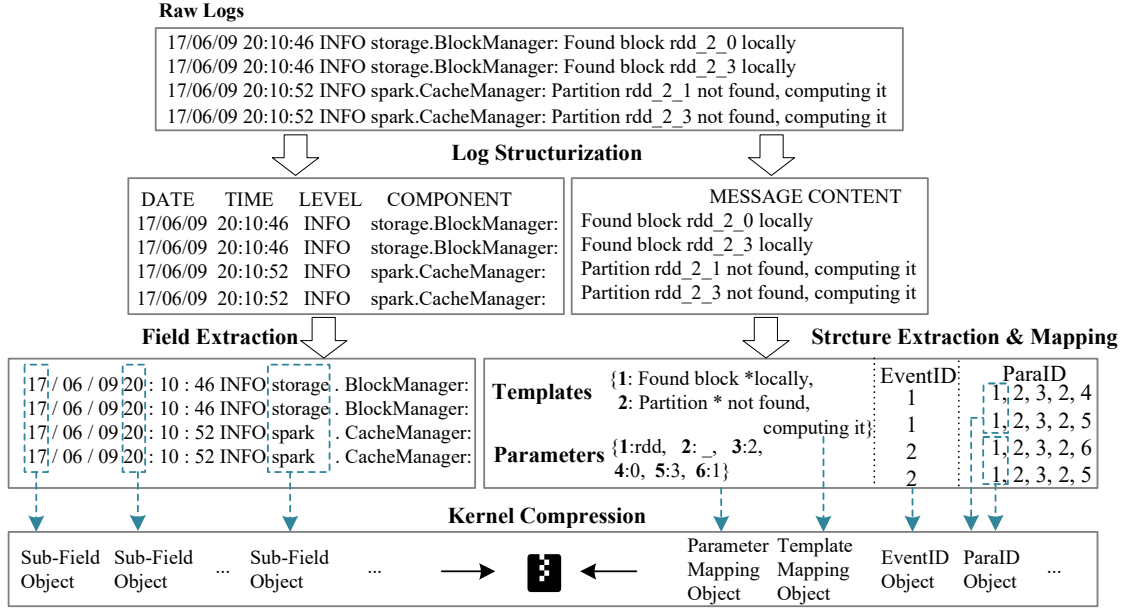 Raw Logs
17/06/09 20:10:46 INFO storage.BlockManager: Found block rdd_2_0 locally
17/06/09 20:10:46 INFO storage.BlockManager: Found block rdd_2_3 locally
17/06/09 20:10:52 INFO spark.CacheManager: Partition rdd_2_1 not found, computing it
17/06/09 20:10:52 INFO spark.CacheManager: Partition rdd_2_3 not found, computing it
Log Structurization
DATE TIME LEVEL COMPONENT
17/06/09 20:10:46 INFO storage.BlockManager:
17/06/09 20:10:46 INFO storage.BlockManager:
17/06/09 20:10:52 INFO spark.CacheManager:
17/06/09 20:10:52 INFO spark.CacheManager:
MESSAGE CONTENT
Found block rdd_2_0 locally
Found block rdd_2_3 locally
Partition rdd_2_1 not found, computing it
Partition rdd_2_3 not found, computing it
Field Extraction
17 / 06 / 09 20 : 10 : 46 INFO storage . BlockManager:
17 / 06 / 09 20 : 10 : 46 INFO storage . BlockManager:
17 / 06 / 09 20 : 10 : 52 INFO spark . CacheManager:
17 / 06 / 09 20 : 10 : 52 INFO spark . CacheManager:
Strcture Extraction & Mapping
Templates
{1: Found block *locally,
2: Partition * not found,
computing it}
Parameters
{1:rdd, 2: _, 3:2,
4:0, 5:3, 6:1}
EventID
1
1
2
2
ParaID
1, 2, 3, 2, 4
1, 2, 3, 2, 5
1, 2, 3, 2, 6
1, 2, 3, 2, 5
Kernel Compression
Sub-Field
Object
Sub-Field
Object
...
Sub-Field
Object
...
Parameter
Mapping
Object
Template
Mapping
Object
EventID
Object
ParaID
Object
...